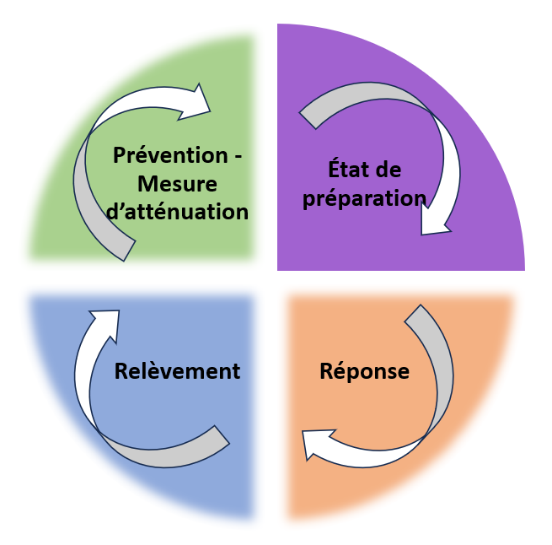 Prévention -
Mesure
d’atténuation
État de
préparation
Relèvement
Réponse